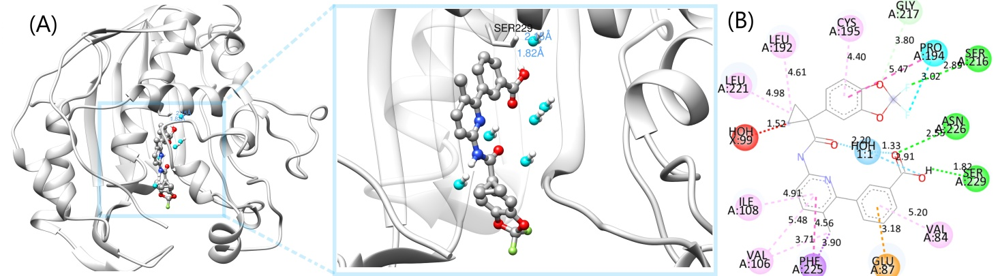 (A)
SER229
1.82Å
(B)
GLY
A:217
CYS
A:195
LEU
A:192
PRO
A:194
SER
A:216
LEU
A:221
3.80
4.40
5.47
2.89
3.02
4.61
4.98
HOH
X:99
1.52
ASN
A:226
2.55
2.20
1.33
HOH
1:1
2.91
1.82
SER
A:229
O
O
O
O
O
H
N
N
ILE
A:108
4.91
5.48
4.56
3.71
3.90
3.18
5.20
VAL
A:84
VAL
A:106
PHE
A:225
GLU
A:87